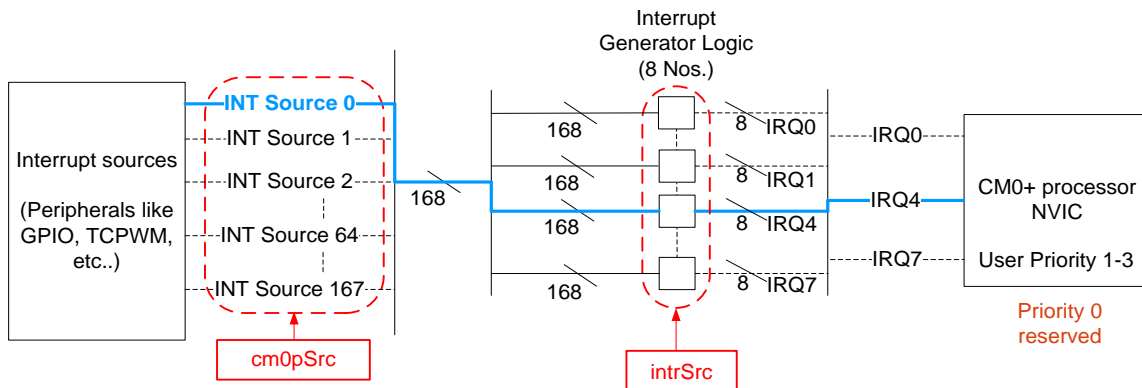 Interrupt
Generator Logic
(8 Nos.)
Interrupt sources
(Peripherals like
GPIO, TCPWM,
etc..)
INT Source 0
INT Source 1
INT Source 2
INT Source 64
INT Source 167
cm0pSrc
168
168
168
168
168
8
IRQ0
8
IRQ1
8
IRQ4
8
IRQ7
intrSrc
IRQ0
IRQ4
IRQ7
CM0+ processor
NVIC
User Priority 1-3
Priority 0
reserved